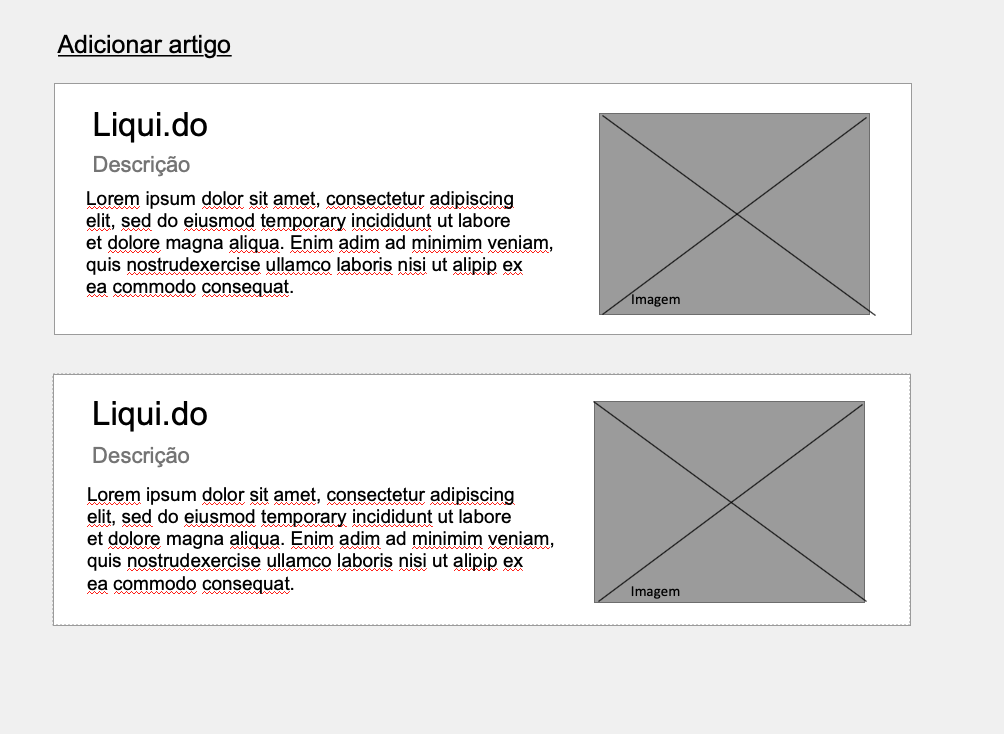 Adicionar artigo
Liqui.do
Descrição
Lorem ipsum dolor sit amet, consectetur adipiscing
elit, sed do eiusmod temporary incididunt ut labore
et dolore magna aliqua. Enim adim ad minimim veniam,
quis nostrudexercise ullamco laboris nisi ut alipip ex
ea commodo consequat.
Imagem
Liqui.do
Descrição
Lorem ipsum dolor sit amet, consectetur adipiscing
elit, sed do eiusmod temporary incididunt ut labore
et dolore magna aliqua. Enim adim ad minimim veniam,
quis nostrudexercise ullamco laboris nisi ut alipip ex
ea commodo consequat.
Imagem